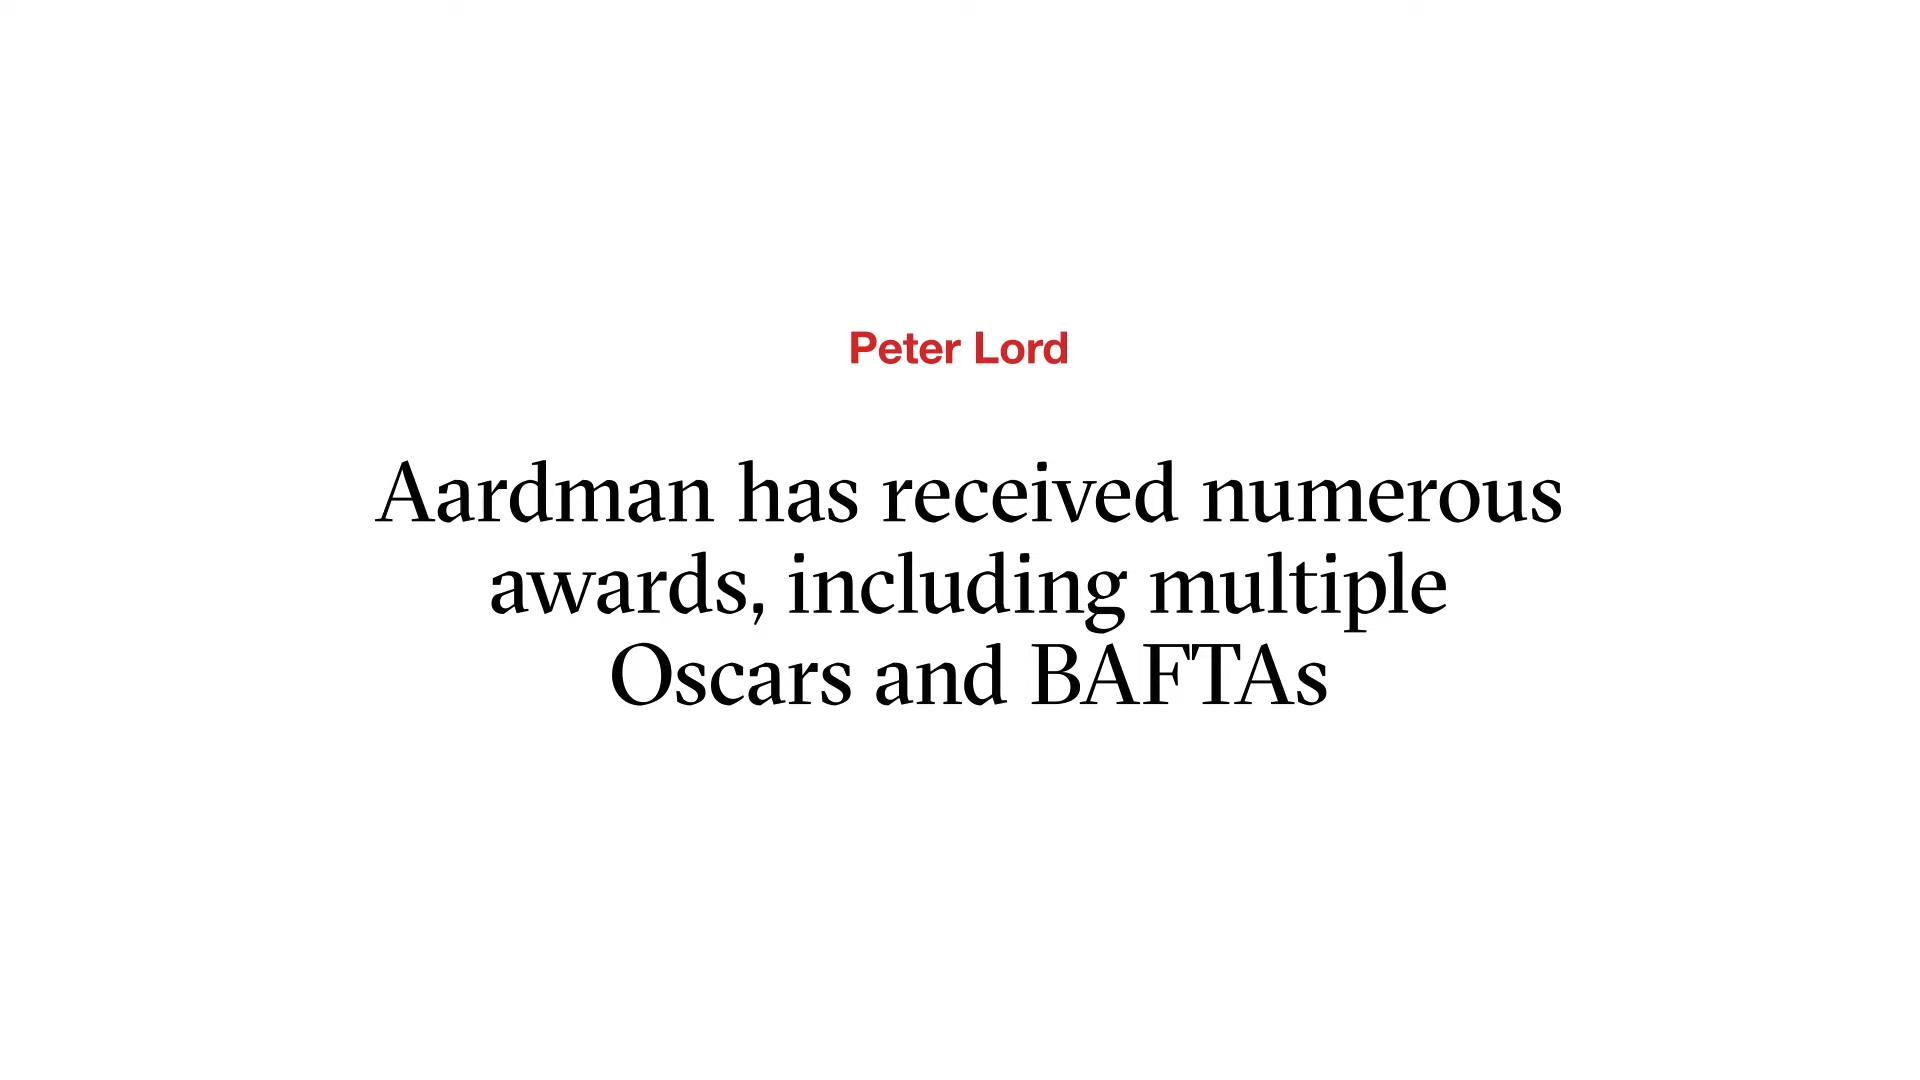 Peter Lord
Aardman has received numerous
awards, including multiple
Oscars and BAFTAs